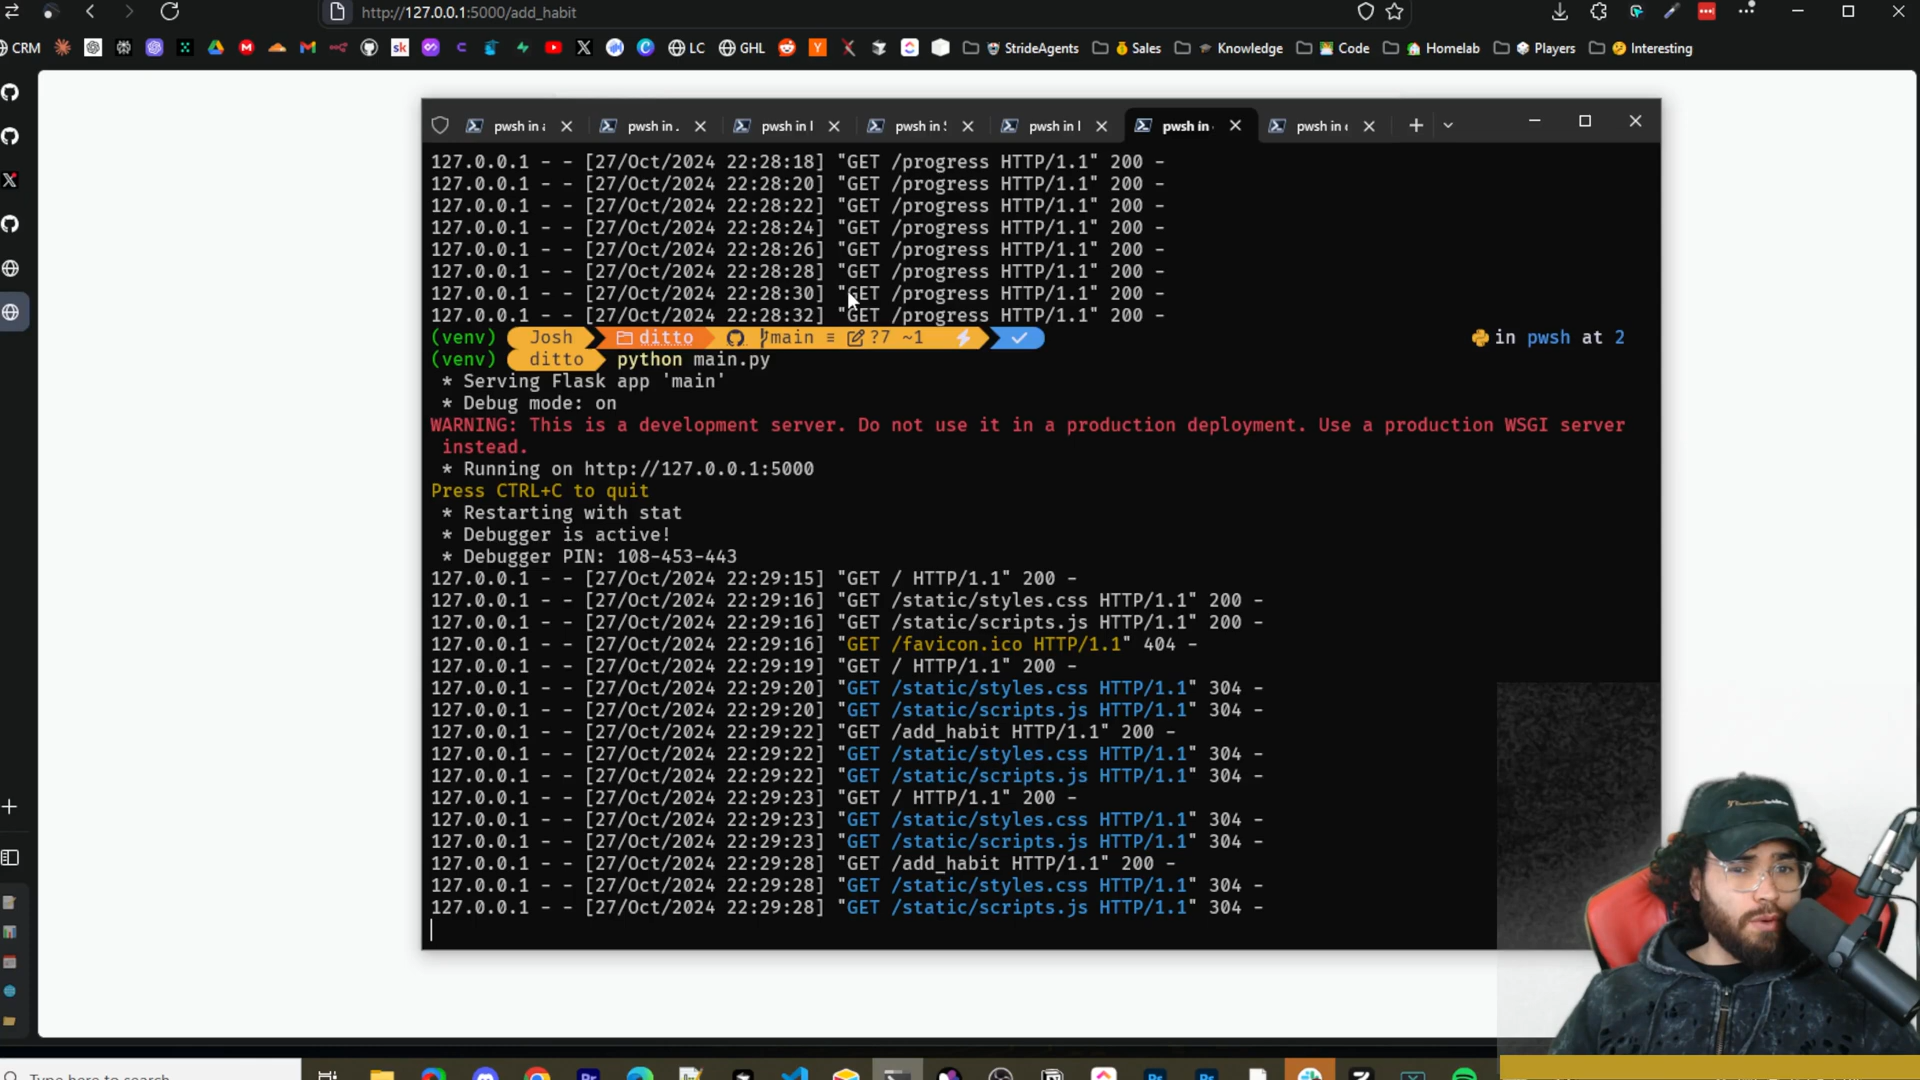 http://127.0.0.1:5000/add_habit
CRM
LC
GHL
StrideAgents
Sales
Knowledge
Code
Homelab
Players
Interesting
pwsh in
pwsh in .
pwsh in
pwsh in
pwsh in
pwsh in
pwsh in
127.0.0.1 - - [27/Oct/2024 22:28:18] "GET /progress HTTP/1.1" 200 -
127.0.0.1 - - [27/Oct/2024 22:28:20] "GET /progress HTTP/1.1" 200 -
127.0.0.1 - - [27/Oct/2024 22:28:22] "GET /progress HTTP/1.1" 200 -
127.0.0.1 - - [27/Oct/2024 22:28:24] "GET /progress HTTP/1.1" 200 -
127.0.0.1 - - [27/Oct/2024 22:28:26] "GET /progress HTTP/1.1" 200 -
127.0.0.1 - - [27/Oct/2024 22:28:28] "GET /progress HTTP/1.1" 200 -
127.0.0.1 - - [27/Oct/2024 22:28:30] "GET /progress HTTP/1.1" 200 -
127.0.0.1 - - [27/Oct/2024 22:28:32] "GET /progress HTTP/1.1" 200 -
(venv) Josh ditto main ≡ ?7 ~1 in pwsh at 2
(venv) ditto python main.py
* Serving Flask app 'main'
* Debug mode: on
WARNING: This is a development server. Do not use it in a production deployment. Use a production WSGI server
instead.
* Running on http://127.0.0.1:5000
Press CTRL+C to quit
* Restarting with stat
* Debugger is active!
* Debugger PIN: 108-453-443
127.0.0.1 - - [27/Oct/2024 22:29:15] "GET / HTTP/1.1" 200 -
127.0.0.1 - - [27/Oct/2024 22:29:16] "GET /static/styles.css HTTP/1.1" 200 -
127.0.0.1 - - [27/Oct/2024 22:29:16] "GET /static/scripts.js HTTP/1.1" 200 -
127.0.0.1 - - [27/Oct/2024 22:29:16] "GET /favicon.ico HTTP/1.1" 404 -
127.0.0.1 - - [27/Oct/2024 22:29:19] "GET / HTTP/1.1" 200 -
127.0.0.1 - - [27/Oct/2024 22:29:20] "GET /static/styles.css HTTP/1.1" 304 -
127.0.0.1 - - [27/Oct/2024 22:29:20] "GET /static/scripts.js HTTP/1.1" 304 -
127.0.0.1 - - [27/Oct/2024 22:29:22] "GET /add_habit HTTP/1.1" 200 -
127.0.0.1 - - [27/Oct/2024 22:29:22] "GET /static/styles.css HTTP/1.1" 304 -
127.0.0.1 - - [27/Oct/2024 22:29:22] "GET /static/scripts.js HTTP/1.1" 304 -
127.0.0.1 - - [27/Oct/2024 22:29:23] "GET / HTTP/1.1" 200 -
127.0.0.1 - - [27/Oct/2024 22:29:23] "GET /static/styles.css HTTP/1.1" 304 -
127.0.0.1 - - [27/Oct/2024 22:29:23] "GET /static/scripts.js HTTP/1.1" 304 -
127.0.0.1 - - [27/Oct/2024 22:29:28] "GET /add_habit HTTP/1.1" 200 -
127.0.0.1 - - [27/Oct/2024 22:29:28] "GET /static/styles.css HTTP/1.1" 304 -
127.0.0.1 - - [27/Oct/2024 22:29:28] "GET /static/scripts.js HTTP/1.1" 304 -
Type here to search